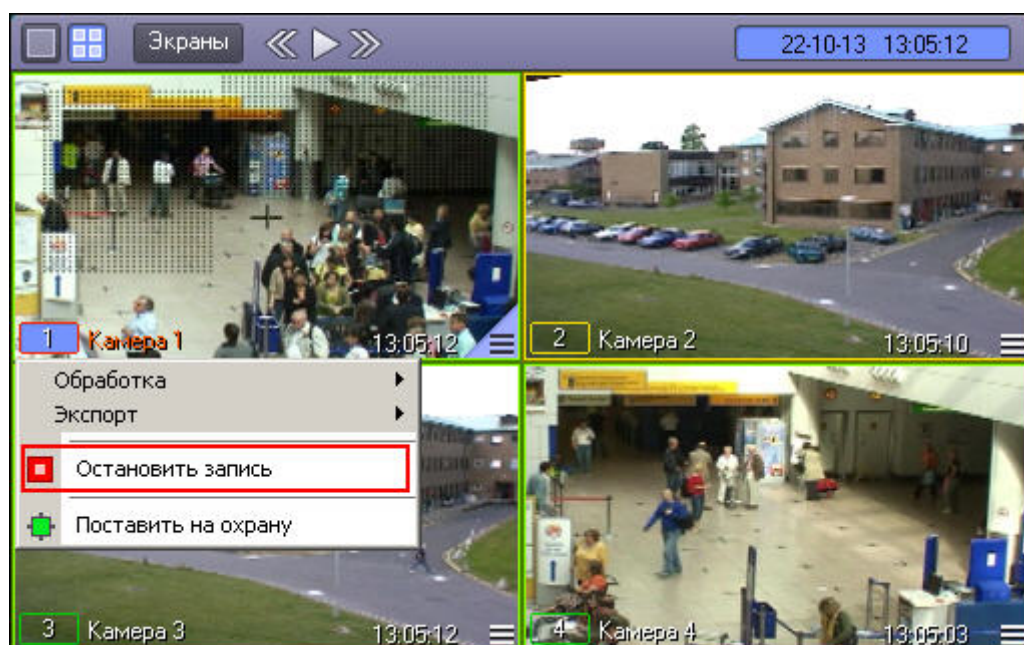 Экраны
22-10-13 13:05:12
1 Камера 1 13:05:12
2 Камера 2 13:05:10
Обработка
Экспорт
Остановить запись
Поставить на охрану
3 Камера 3 13:05:12
4 Камера 4 13:05:03